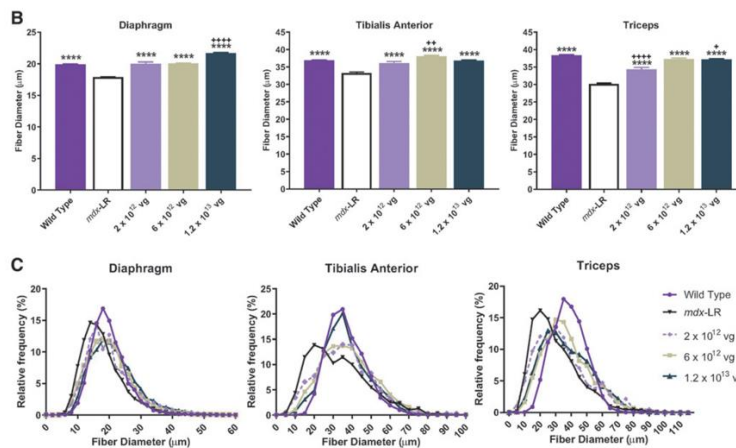 B
Diaphragm
Fiber Diameter (μm)
25
20
15
10
5
0
****
****
****
++++
****
Wild Type
mdx-LR
2 x 10¹² vg
6 x 10¹² vg
1.2 x 10¹³ vg
Tibialis Anterior
Fiber Diameter (μm)
50
40
30
20
10
0
****
****
++
****
****
Wild Type
mdx-LR
2 x 10¹² vg
6 x 10¹² vg
1.2 x 10¹³ vg
Triceps
Fiber Diameter (μm)
45
40
35
30
25
20
15
10
5
0
****
++++
****
****
+
****
Wild Type
mdx-LR
2 x 10¹² vg
6 x 10¹² vg
1.2 x 10¹³ vg
C
Diaphragm
Relative frequency (%)
20
15
10
5
0
0 10 20 30 40 50 60
Fiber Diameter (μm)
Tibialis Anterior
Relative frequency (%)
25
20
15
10
5
0
0 10 20 30 40 50 60 70 80 90 100
Fiber Diameter (μm)
Triceps
Relative frequency (%)
20
15
10
5
0
0 10 20 30 40 50 60 70 80 90 100 110
Fiber Diameter (μm)
Wild Type
mdx-LR
2 x 10¹² vg
6 x 10¹² vg
1.2 x 10¹³ v